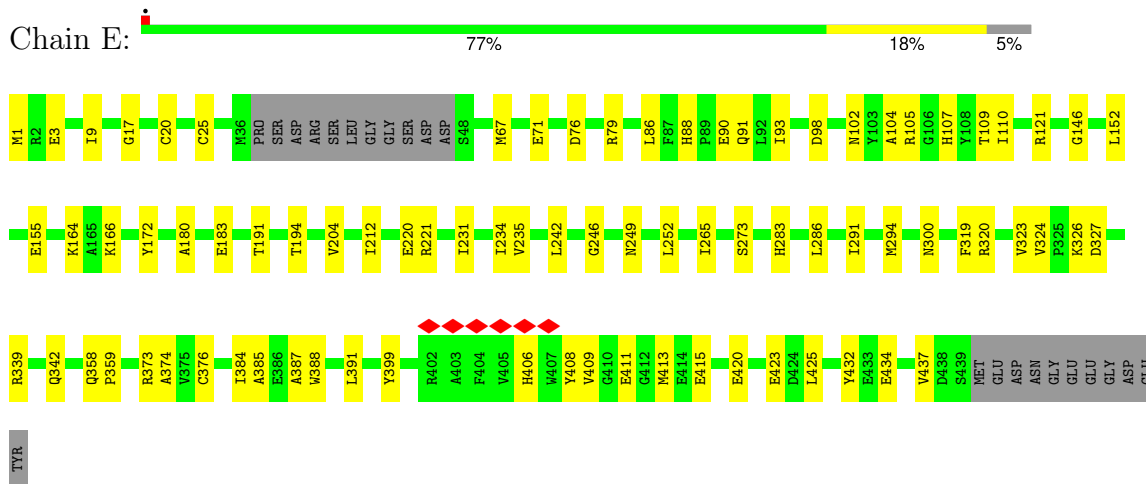 Chain E:
77% 18% 5%
M1 R2 E3 I9 G17 C20 C25 M36 PRO SER ASP ARG SER LEU GLY GLY SER ASP ASP S48 M67 E71 D76 R79 L86 F87 H88 P89 E90 Q91 L92 I93 D98 N102 Y103 A104 R105 G106 H107 Y108 T109 I110 R121 G146 L152
E155 K164 A165 K166 Y172 A180 E183 T191 T194 V204 I212 E220 R221 I231 I234 V235 L242 G246 N249 L252 I265 S273 H283 L286 I291 M294 N300 F319 R320 V323 V324 P325 K326 D327
R339 Q342 Q358 P359 R373 A374 V375 C376 I384 A385 E386 A387 W388 L391 Y399 R402 A403 F404 V405 H406 W407 Y408 V409 G410 E411 G412 M413 E414 E415 E420 E423 D424 L425 Y432 E433 E434 V437 D438 S439 MET GLU ASP ASN GLY GLU GLU GLY ASP GLU
TYR